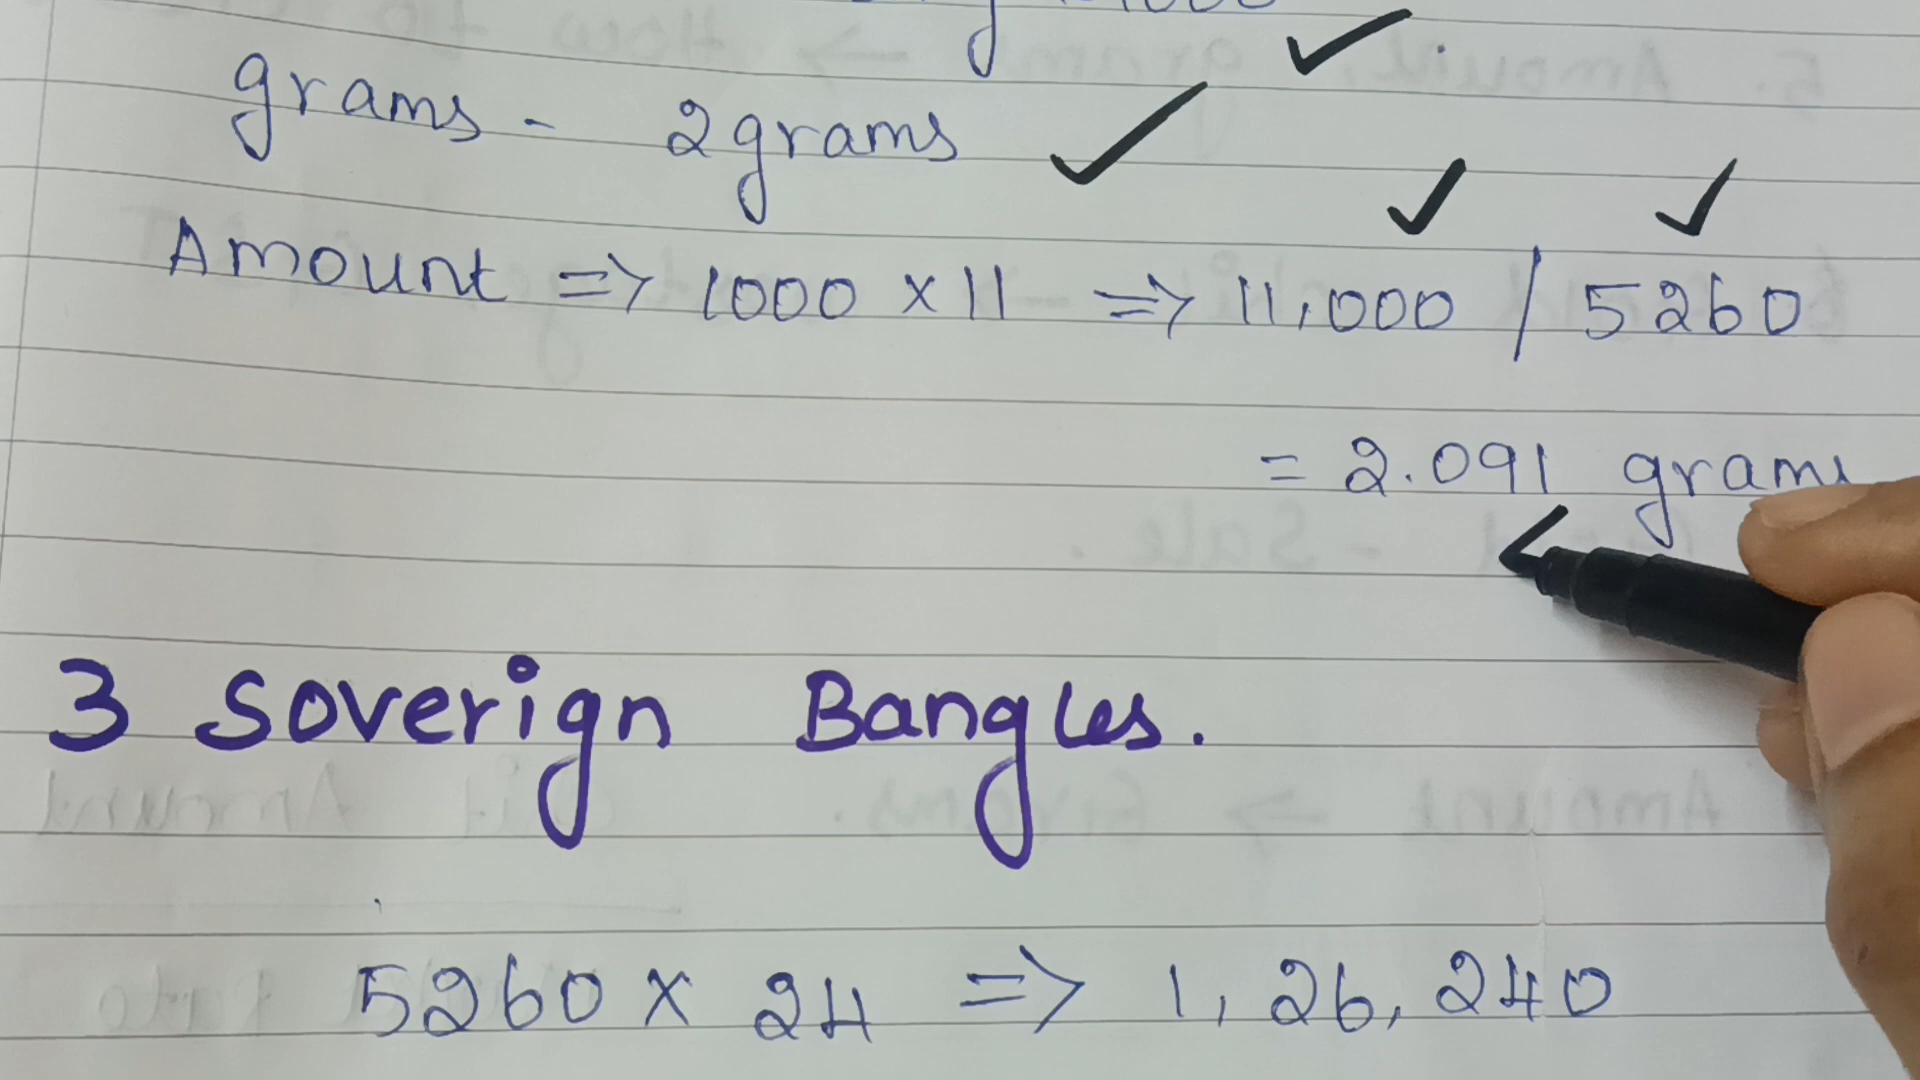 grams - 2grams
Amount => 1000 x 11 => 11,000 / 5260
= 2.091 grams
3 Soverign Bangles.
5260 x 24 => 1,26,240